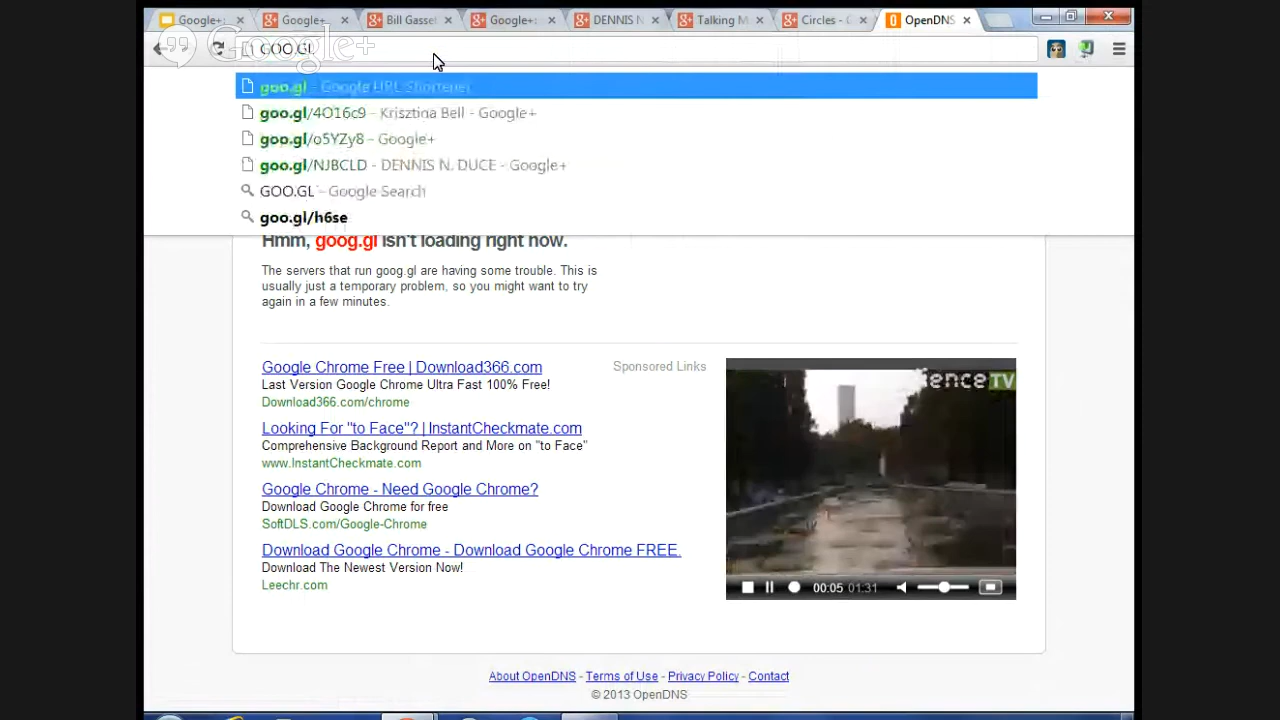 Google+: Google+ Bill Gasset Google+: DENNIS N Talking M Circles - OpenDNS
Google+
GOO.GL
goo.gl - Google URL Shortener
goo.gl/4O16c9 - Krisztina Bell - Google+
goo.gl/o5YZy8 - Google+
goo.gl/NJBCLD - DENNIS N. DUCE - Google+
GOO.GL - Google Search
goo.gl/h6se
Hmm, goog.gl isn't loading right now.
The servers that run goog.gl are having some trouble. This is
usually just a temporary problem, so you might want to try
again in a few minutes.
Google Chrome Free | Download366.com
Sponsored Links
Last Version Google Chrome Ultra Fast 100% Free!
Download366.com/chrome
Looking For "to Face"? | InstantCheckmate.com
Comprehensive Background Report and More on "to Face"
www.InstantCheckmate.com
Google Chrome - Need Google Chrome?
Download Google Chrome for free
SoftDLS.com/Google-Chrome
Download Google Chrome - Download Google Chrome FREE.
Download The Newest Version Now!
Leechr.com
ienceTV
00:05 01:31
About OpenDNS - Terms of Use - Privacy Policy - Contact
© 2013 OpenDNS